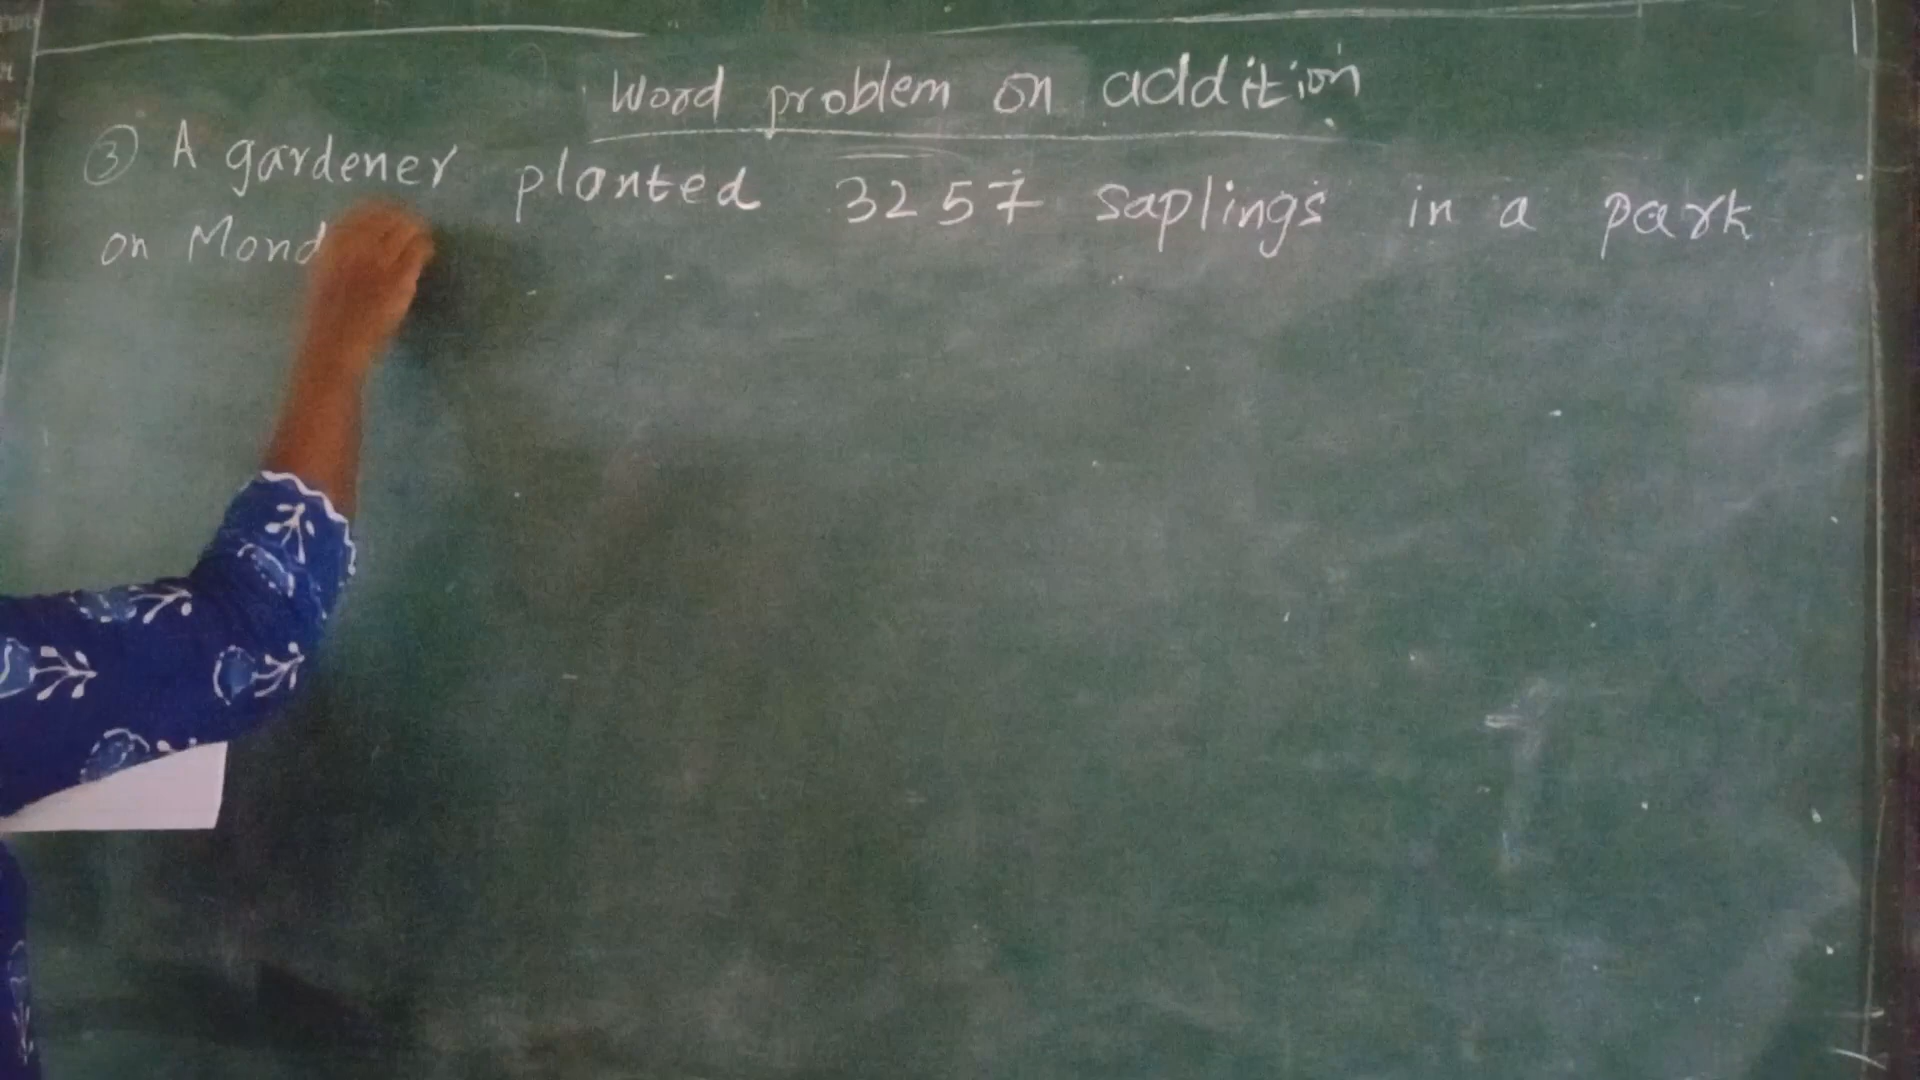 Word problem on addition
③ A gardener planted 3257 saplings in a park
on Mond